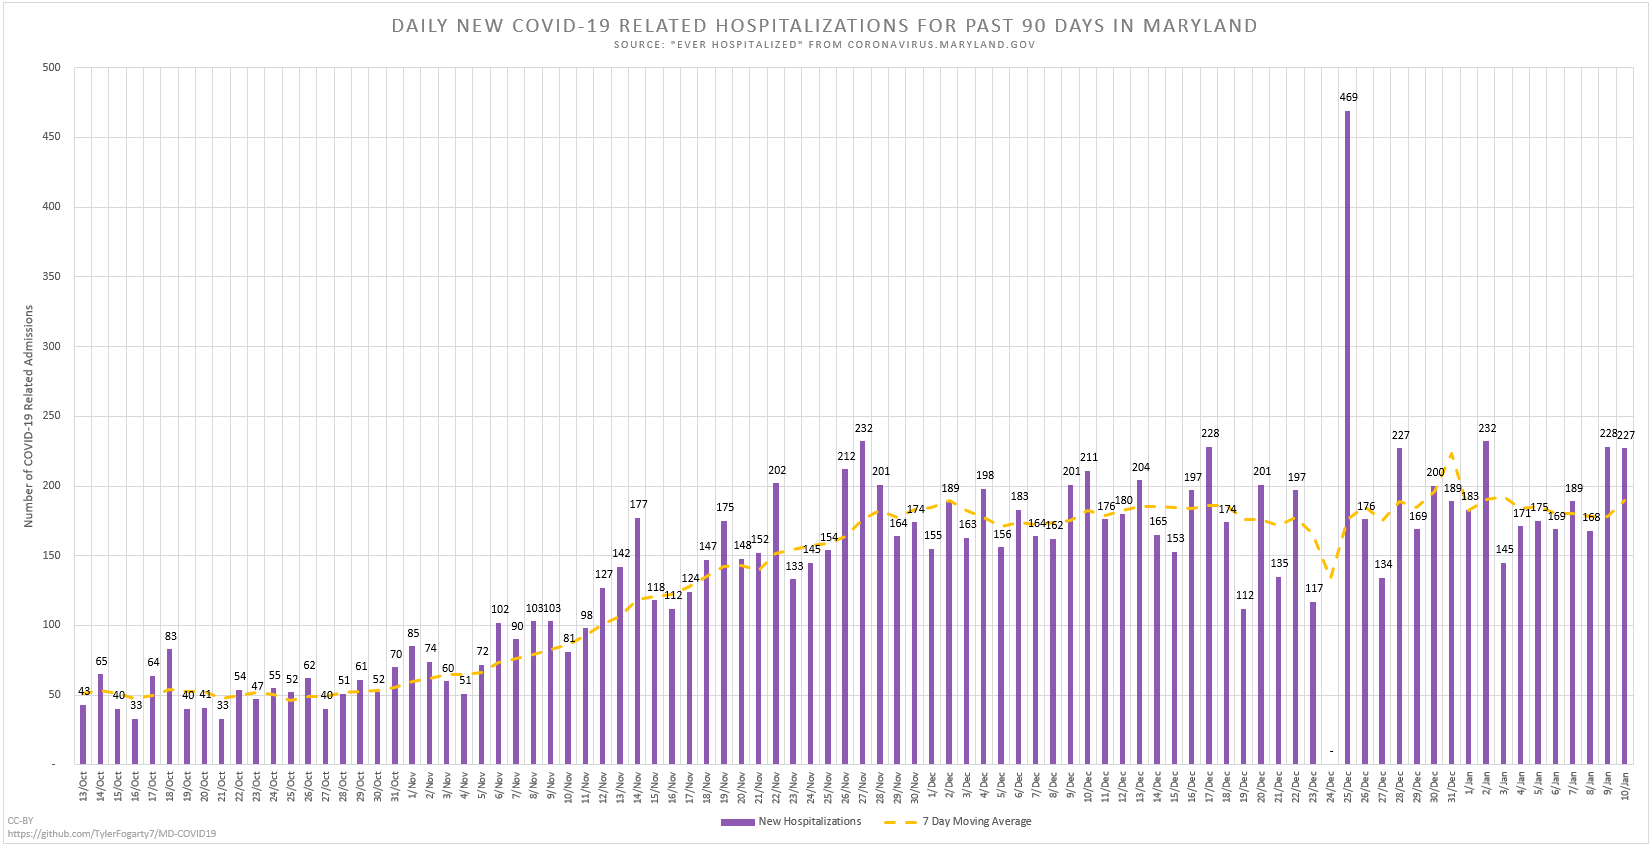 DAILY NEW COVID-19 RELATED HOSPITALIZATIONS FOR PAST 90 DAYS IN MARYLAND
SOURCE: "EVER HOSPITALIZED" FROM CORONAVIRUS.MARYLAND.GOV
Number of COVID-19 Related Admissions
500
450
400
350
300
250
200
150
100
50
-
43 65 40 33 64 83 40 41 33 54 47 55 52 62 40 51 61 52 70 85 74 60 51 72 102 90 103 103 81 98 127 142 177 118 112 124 147 175 148 152 202 133 145 154 212 232 201 164 174 155 189 163 198 156 183 164 162 201 211 176 180 204 165 153 197 228 174 112 201 135 197 117 - 469 176 134 227 169 200 189 183 232 145 171 175 169 189 168 228 227
13/Oct 14/Oct 15/Oct 16/Oct 17/Oct 18/Oct 19/Oct 20/Oct 21/Oct 22/Oct 23/Oct 24/Oct 25/Oct 26/Oct 27/Oct 28/Oct 29/Oct 30/Oct 31/Oct 1/Nov 2/Nov 3/Nov 4/Nov 5/Nov 6/Nov 7/Nov 8/Nov 9/Nov 10/Nov 11/Nov 12/Nov 13/Nov 14/Nov 15/Nov 16/Nov 17/Nov 18/Nov 19/Nov 20/Nov 21/Nov 22/Nov 23/Nov 24/Nov 25/Nov 26/Nov 27/Nov 28/Nov 29/Nov 30/Nov 1/Dec 2/Dec 3/Dec 4/Dec 5/Dec 6/Dec 7/Dec 8/Dec 9/Dec 10/Dec 11/Dec 12/Dec 13/Dec 14/Dec 15/Dec 16/Dec 17/Dec 18/Dec 19/Dec 20/Dec 21/Dec 22/Dec 23/Dec 24/Dec 25/Dec 26/Dec 27/Dec 28/Dec 29/Dec 30/Dec 31/Dec 1/Jan 2/Jan 3/Jan 4/Jan 5/Jan 6/Jan 7/Jan 8/Jan 9/Jan 10/Jan
New Hospitalizations 7 Day Moving Average
CC-BY
https://github.com/TylerFogarty7/MD-COVID19